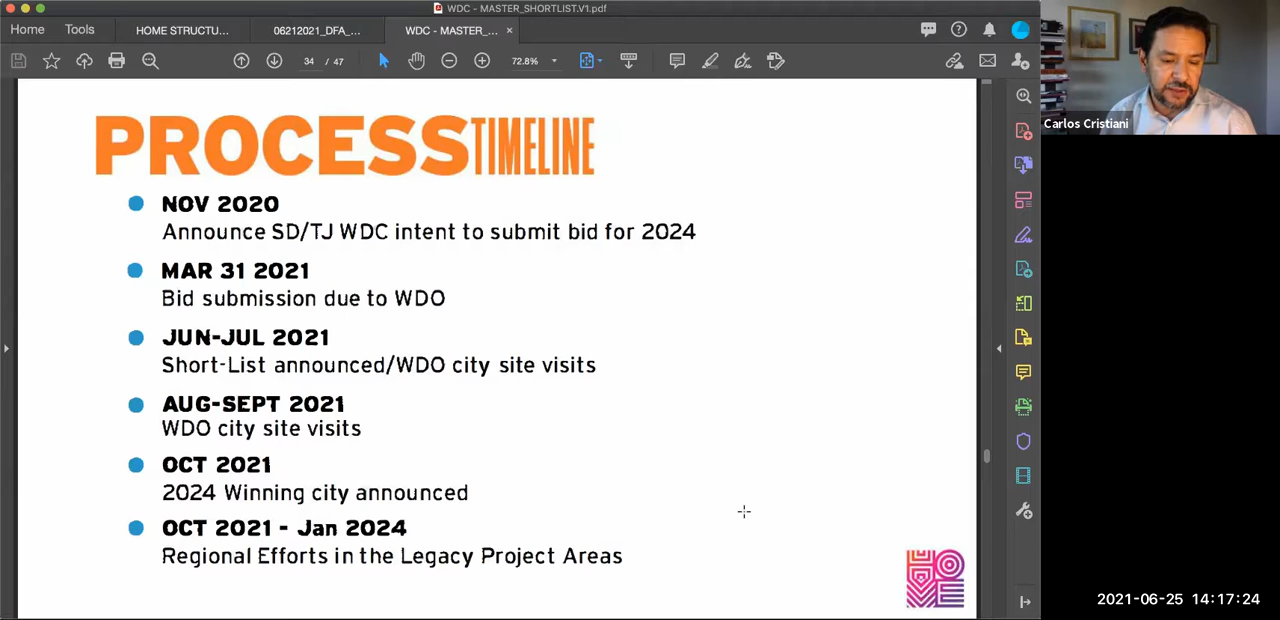 WDC - MASTER_SHORTLIST.V1.pdf
Home Tools HOME STRUCTU... 06212021_DFA_... WDC - MASTER_... ×
34 / 47 72.8%
PROCESSTIMELINE
NOV 2020
Announce SD/TJ WDC intent to submit bid for 2024
MAR 31 2021
Bid submission due to WDO
JUN-JUL 2021
Short-List announced/WDO city site visits
AUG-SEPT 2021
WDO city site visits
OCT 2021
2024 Winning city announced
OCT 2021 - Jan 2024
Regional Efforts in the Legacy Project Areas
HOME
Carlos Cristiani
2021-06-25 14:17:24